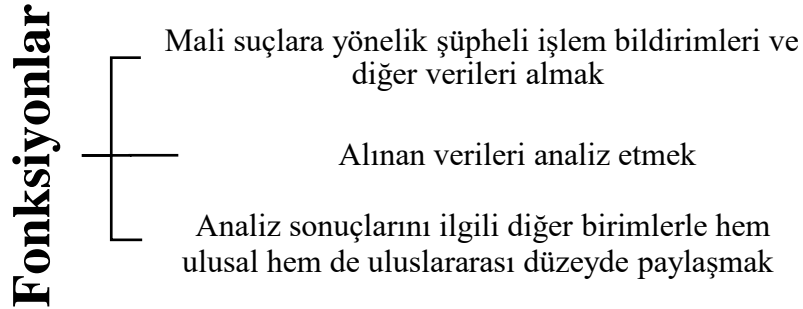 Fonksiyonlar
Mali suçlara yönelik şüpheli işlem bildirimleri ve
diğer verileri almak
Alınan verileri analiz etmek
Analiz sonuçlarını ilgili diğer birimlerle hem
ulusal hem de uluslararası düzeyde paylaşmak